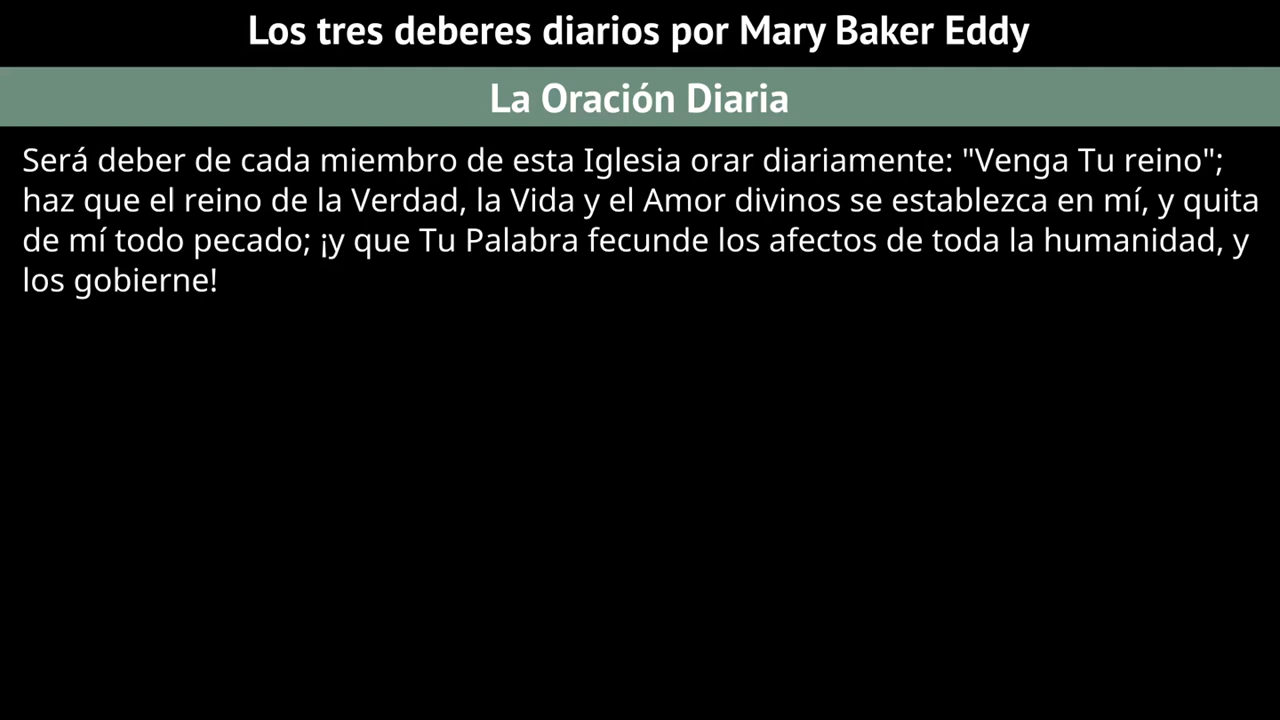 Los tres deberes diarios por Mary Baker Eddy
La Oración Diaria
Será deber de cada miembro de esta Iglesia orar diariamente: "Venga Tu reino";
haz que el reino de la Verdad, la Vida y el Amor divinos se establezca en mí, y quita
de mí todo pecado; ¡y que Tu Palabra fecunde los afectos de toda la humanidad, y
los gobierne!